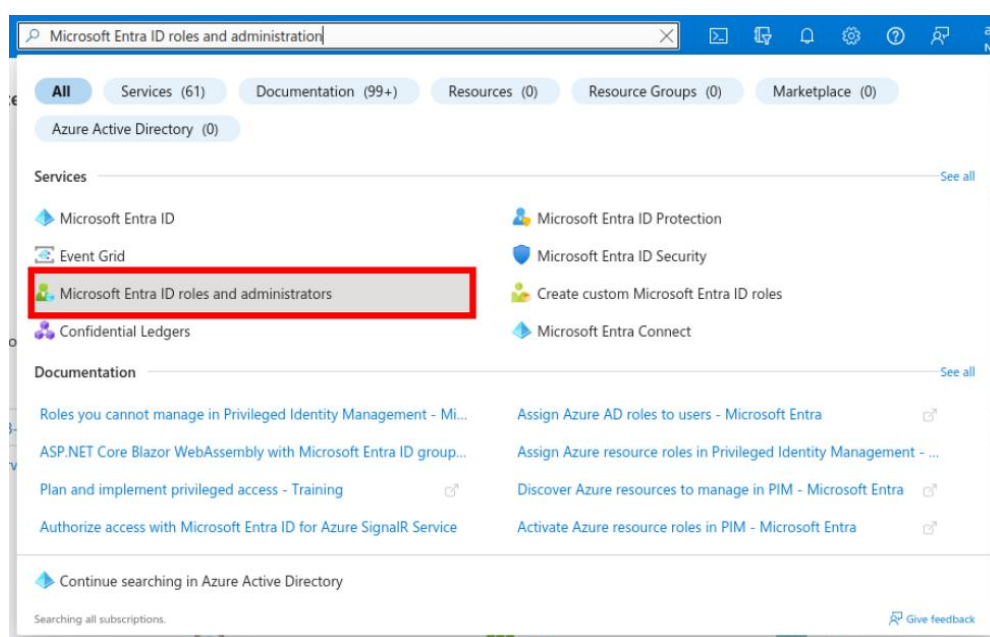 Microsoft Entra ID roles and administration
All Services (61) Documentation (99+) Resources (0) Resource Groups (0) Marketplace (0)
Azure Active Directory (0)
Services See all
Microsoft Entra ID Microsoft Entra ID Protection
Event Grid Microsoft Entra ID Security
Microsoft Entra ID roles and administrators Create custom Microsoft Entra ID roles
Confidential Ledgers Microsoft Entra Connect
Documentation See all
Roles you cannot manage in Privileged Identity Management - Mi... Assign Azure AD roles to users - Microsoft Entra
ASP.NET Core Blazor WebAssembly with Microsoft Entra ID group... Assign Azure resource roles in Privileged Identity Management - ...
Plan and implement privileged access - Training Discover Azure resources to manage in PIM - Microsoft Entra
Authorize access with Microsoft Entra ID for Azure SignalR Service Activate Azure resource roles in PIM - Microsoft Entra
Continue searching in Azure Active Directory
Searching all subscriptions. Give feedback